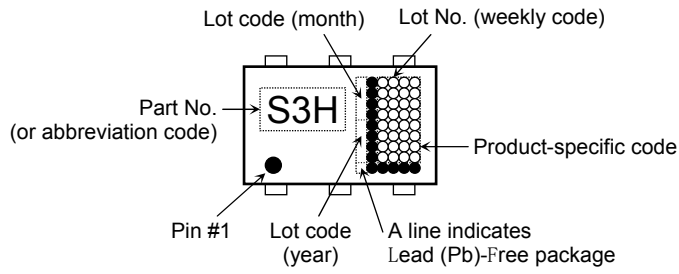 Lot code (month)
Lot No. (weekly code)
Part No.
(or abbreviation code)
S3H
Product-specific code
Pin #1
Lot code
(year)
A line indicates
Lead (Pb)-Free package